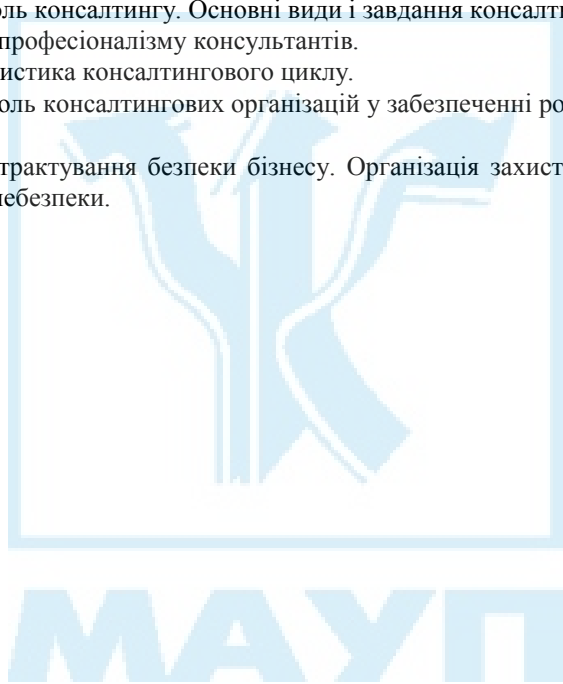 оль консалтингу. Основні види і завдання консалти
професіоналізму консультантів.
истика консалтингового циклу.
оль консалтингових організацій у забезпеченні ро
трактування безпеки бізнесу. Організація захист
небезпеки.
МАУП